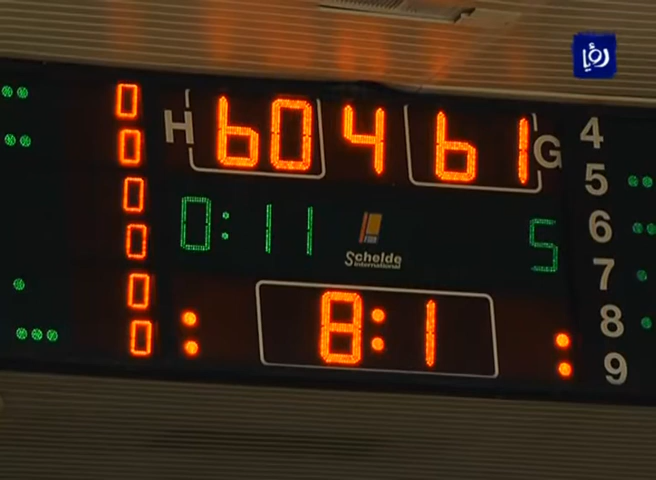 رؤيا
0 H 60 4 61 G 4
0 5
0 0:11 5 6
0 Schelde
International 7
0 8
0 : 8:1 : 9